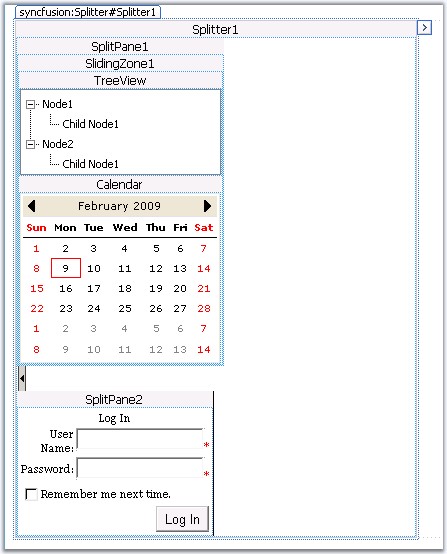 syncfusion:Splitter#Splitter1
Splitter1
SplitPane1
SlidingZone1
TreeView
Node1
Child Node1
Node2
Child Node1
Calendar
February 2009
Sun Mon Tue Wed Thu Fri Sat
1 2 3 4 5 6 7
8 9 10 11 12 13 14
15 16 17 18 19 20 21
22 23 24 25 26 27 28
1 2 3 4 5 6 7
8 9 10 11 12 13 14
SplitPane2
Log In
User
Name: *
Password: *
Remember me next time.
Log In